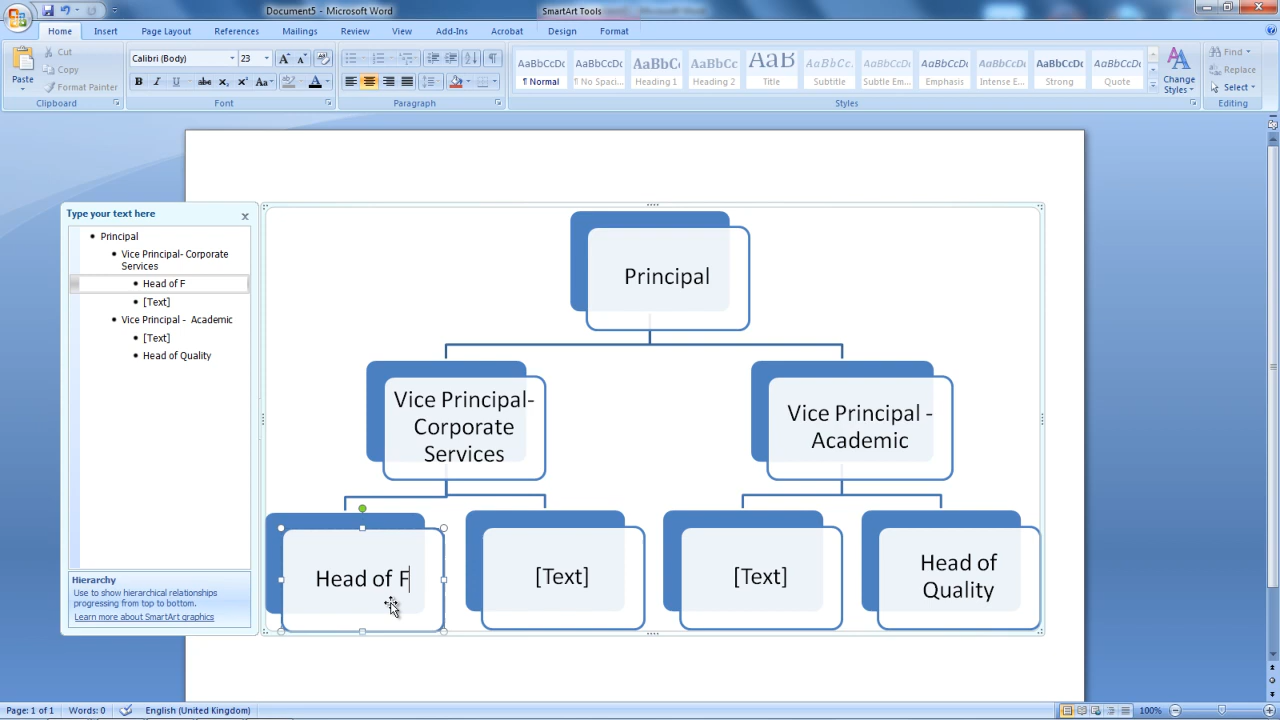 Document5 - Microsoft Word
SmartArt Tools
Home
Insert
Page Layout
References
Mailings
Review
View
Add-Ins
Acrobat
Design
Format
Paste
Cut
Copy
Format Painter
Clipboard
Calibri (Body)
23
Font
Paragraph
AaBbCcDc
¶ Normal
AaBbCcDc
¶ No Spaci...
AaBbC
Heading 1
AaBbCc
Heading 2
AaB
Title
AaBbCc.
Subtitle
AaBbCcDc
Subtle Em...
AaBbCcDc
Emphasis
AaBbCcDc
Intense E...
AaBbCcDc
Strong
AaBbCcDc
Quote
Change
Styles
Styles
Find
Replace
Select
Editing
Type your text here
Principal
Vice Principal- Corporate
Services
Head of F
[Text]
Vice Principal - Academic
[Text]
Head of Quality
Hierarchy
Use to show hierarchical relationships
progressing from top to bottom.
Learn more about SmartArt graphics
Principal
Vice Principal-
Corporate
Services
Vice Principal -
Academic
Head of F
[Text]
[Text]
Head of
Quality
Page: 1 of 1
Words: 0
English (United Kingdom)
100%